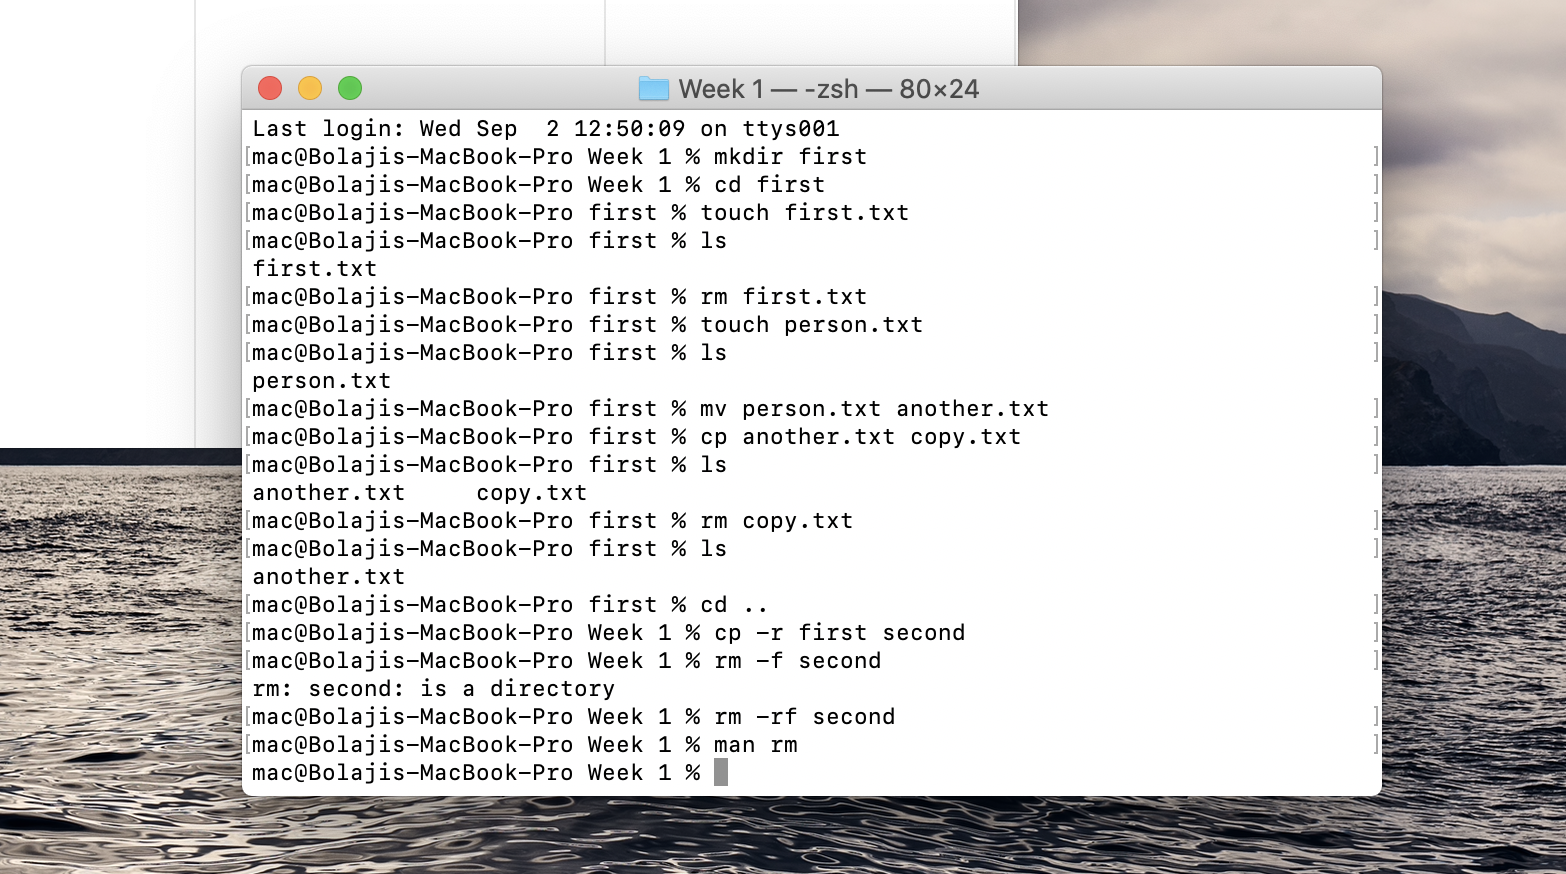 Week 1 — -zsh — 80×24
Last login: Wed Sep  2 12:50:09 on ttys001
[mac@Bolajis-MacBook-Pro Week 1 % mkdir first ]
[mac@Bolajis-MacBook-Pro Week 1 % cd first ]
[mac@Bolajis-MacBook-Pro first % touch first.txt ]
[mac@Bolajis-MacBook-Pro first % ls ]
first.txt
[mac@Bolajis-MacBook-Pro first % rm first.txt ]
[mac@Bolajis-MacBook-Pro first % touch person.txt ]
[mac@Bolajis-MacBook-Pro first % ls ]
person.txt
[mac@Bolajis-MacBook-Pro first % mv person.txt another.txt ]
[mac@Bolajis-MacBook-Pro first % cp another.txt copy.txt ]
[mac@Bolajis-MacBook-Pro first % ls ]
another.txt     copy.txt
[mac@Bolajis-MacBook-Pro first % rm copy.txt ]
[mac@Bolajis-MacBook-Pro first % ls ]
another.txt
[mac@Bolajis-MacBook-Pro first % cd .. ]
[mac@Bolajis-MacBook-Pro Week 1 % cp -r first second ]
[mac@Bolajis-MacBook-Pro Week 1 % rm -f second ]
rm: second: is a directory
[mac@Bolajis-MacBook-Pro Week 1 % rm -rf second ]
[mac@Bolajis-MacBook-Pro Week 1 % man rm ]
mac@Bolajis-MacBook-Pro Week 1 %